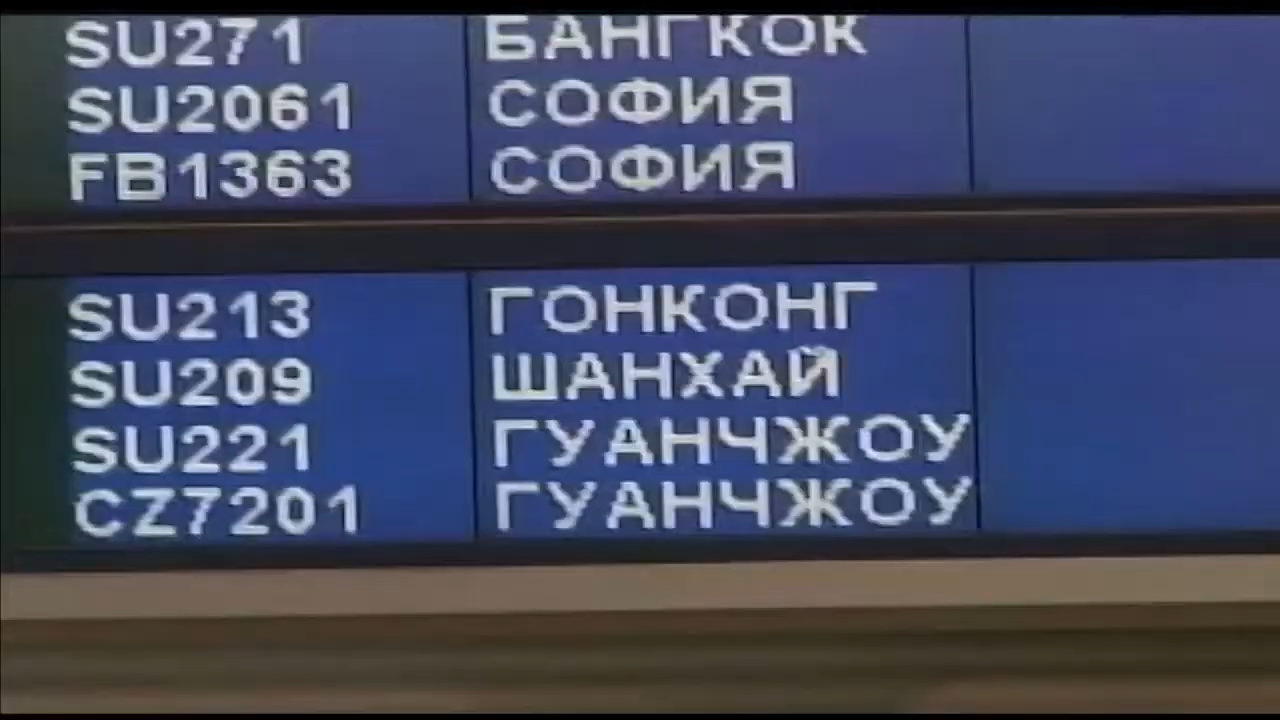 SU271 БАНГКОК
SU2061 СОФИЯ
FB1363 СОФИЯ
SU213 ГОНКОНГ
SU209 ШАНХАЙ
SU221 ГУАНЧЖОУ
CZ7201 ГУАНЧЖОУ